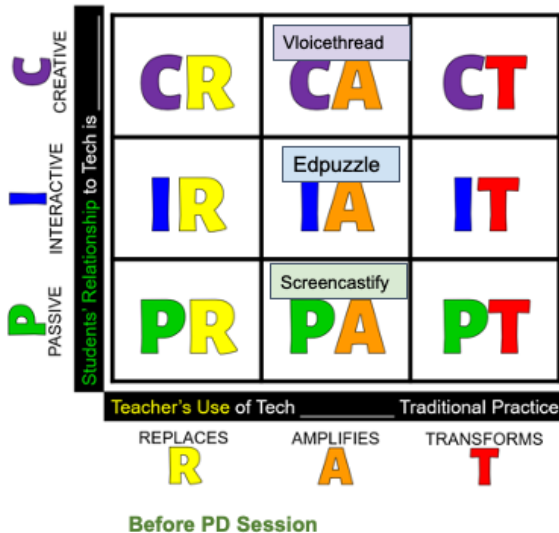 C
CREATIVE
I
INTERACTIVE
P
PASSIVE
Students' Relationship to Tech is ________
CR
Vloicethread
CA
CT
IR
Edpuzzle
IA
IT
PR
Screencastify
PA
PT
Teacher's Use of Tech __________ Traditional Practice
REPLACES
R
AMPLIFIES
A
TRANSFORMS
T
Before PD Session